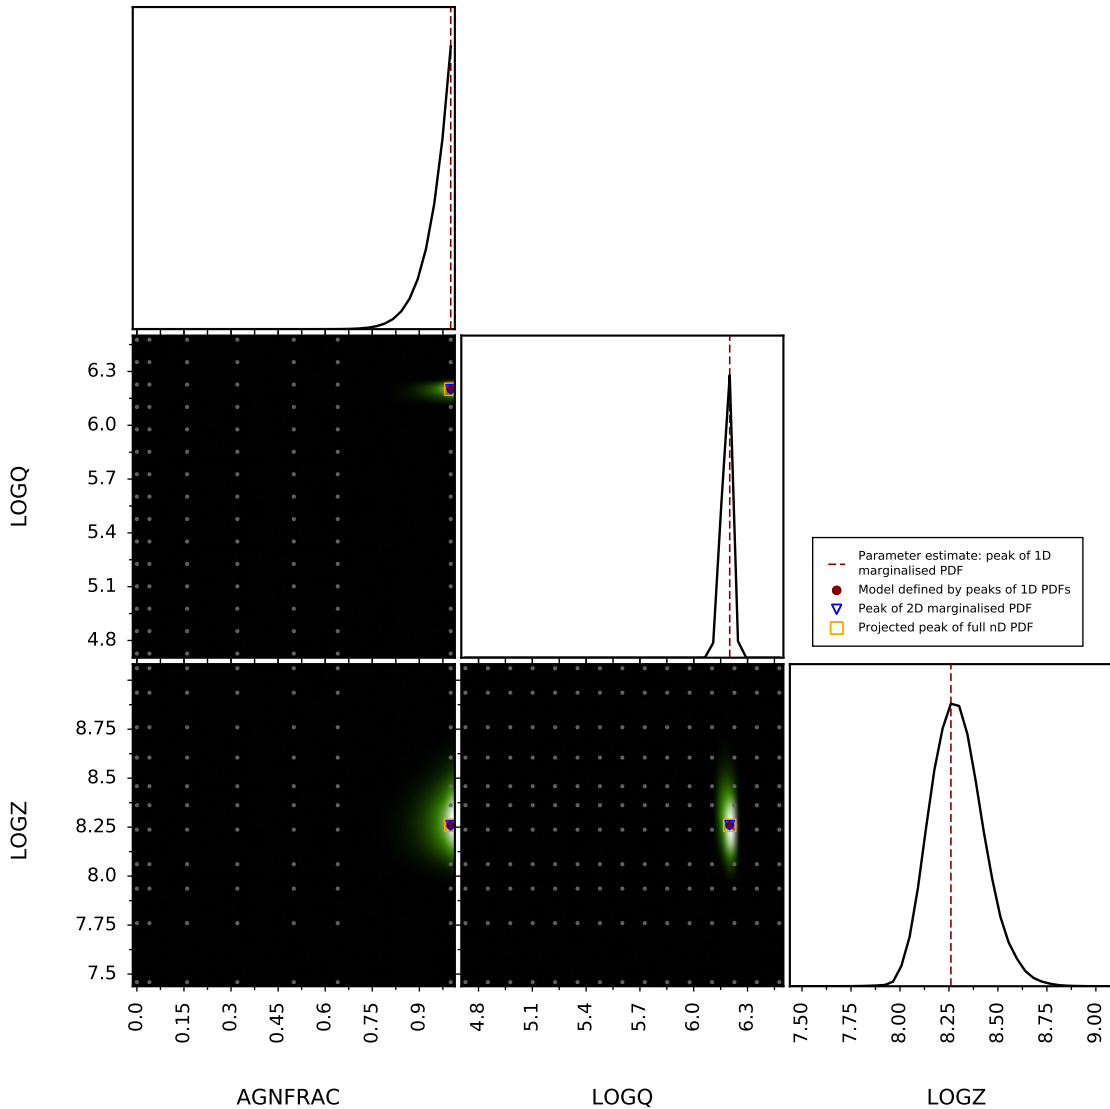 LOGQ
6.3
6.0
5.7
5.4
5.1
4.8
Parameter estimate: peak of 1D
marginalised PDF
Model defined by peaks of 1D PDFs
Peak of 2D marginalised PDF
Projected peak of full nD PDF
LOGZ
8.75
8.5
8.25
8.0
7.75
7.5
0.0 0.15 0.3 0.45 0.6 0.75 0.9
4.8 5.1 5.4 5.7 6.0 6.3
7.50 7.75 8.00 8.25 8.50 8.75 9.00
AGNFRAC
LOGQ
LOGZ